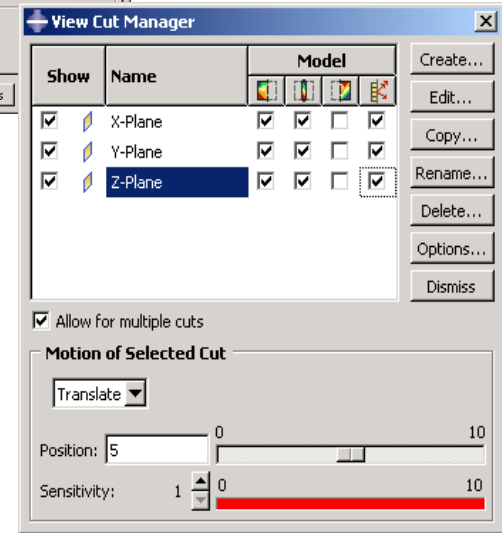 View Cut Manager
Show Name Model
X-Plane
Y-Plane
Z-Plane
Create...
Edit...
Copy...
Rename...
Delete...
Options...
Dismiss
Allow for multiple cuts
Motion of Selected Cut
Translate
0 10
Position: 5
Sensitivity: 1 0 10
s